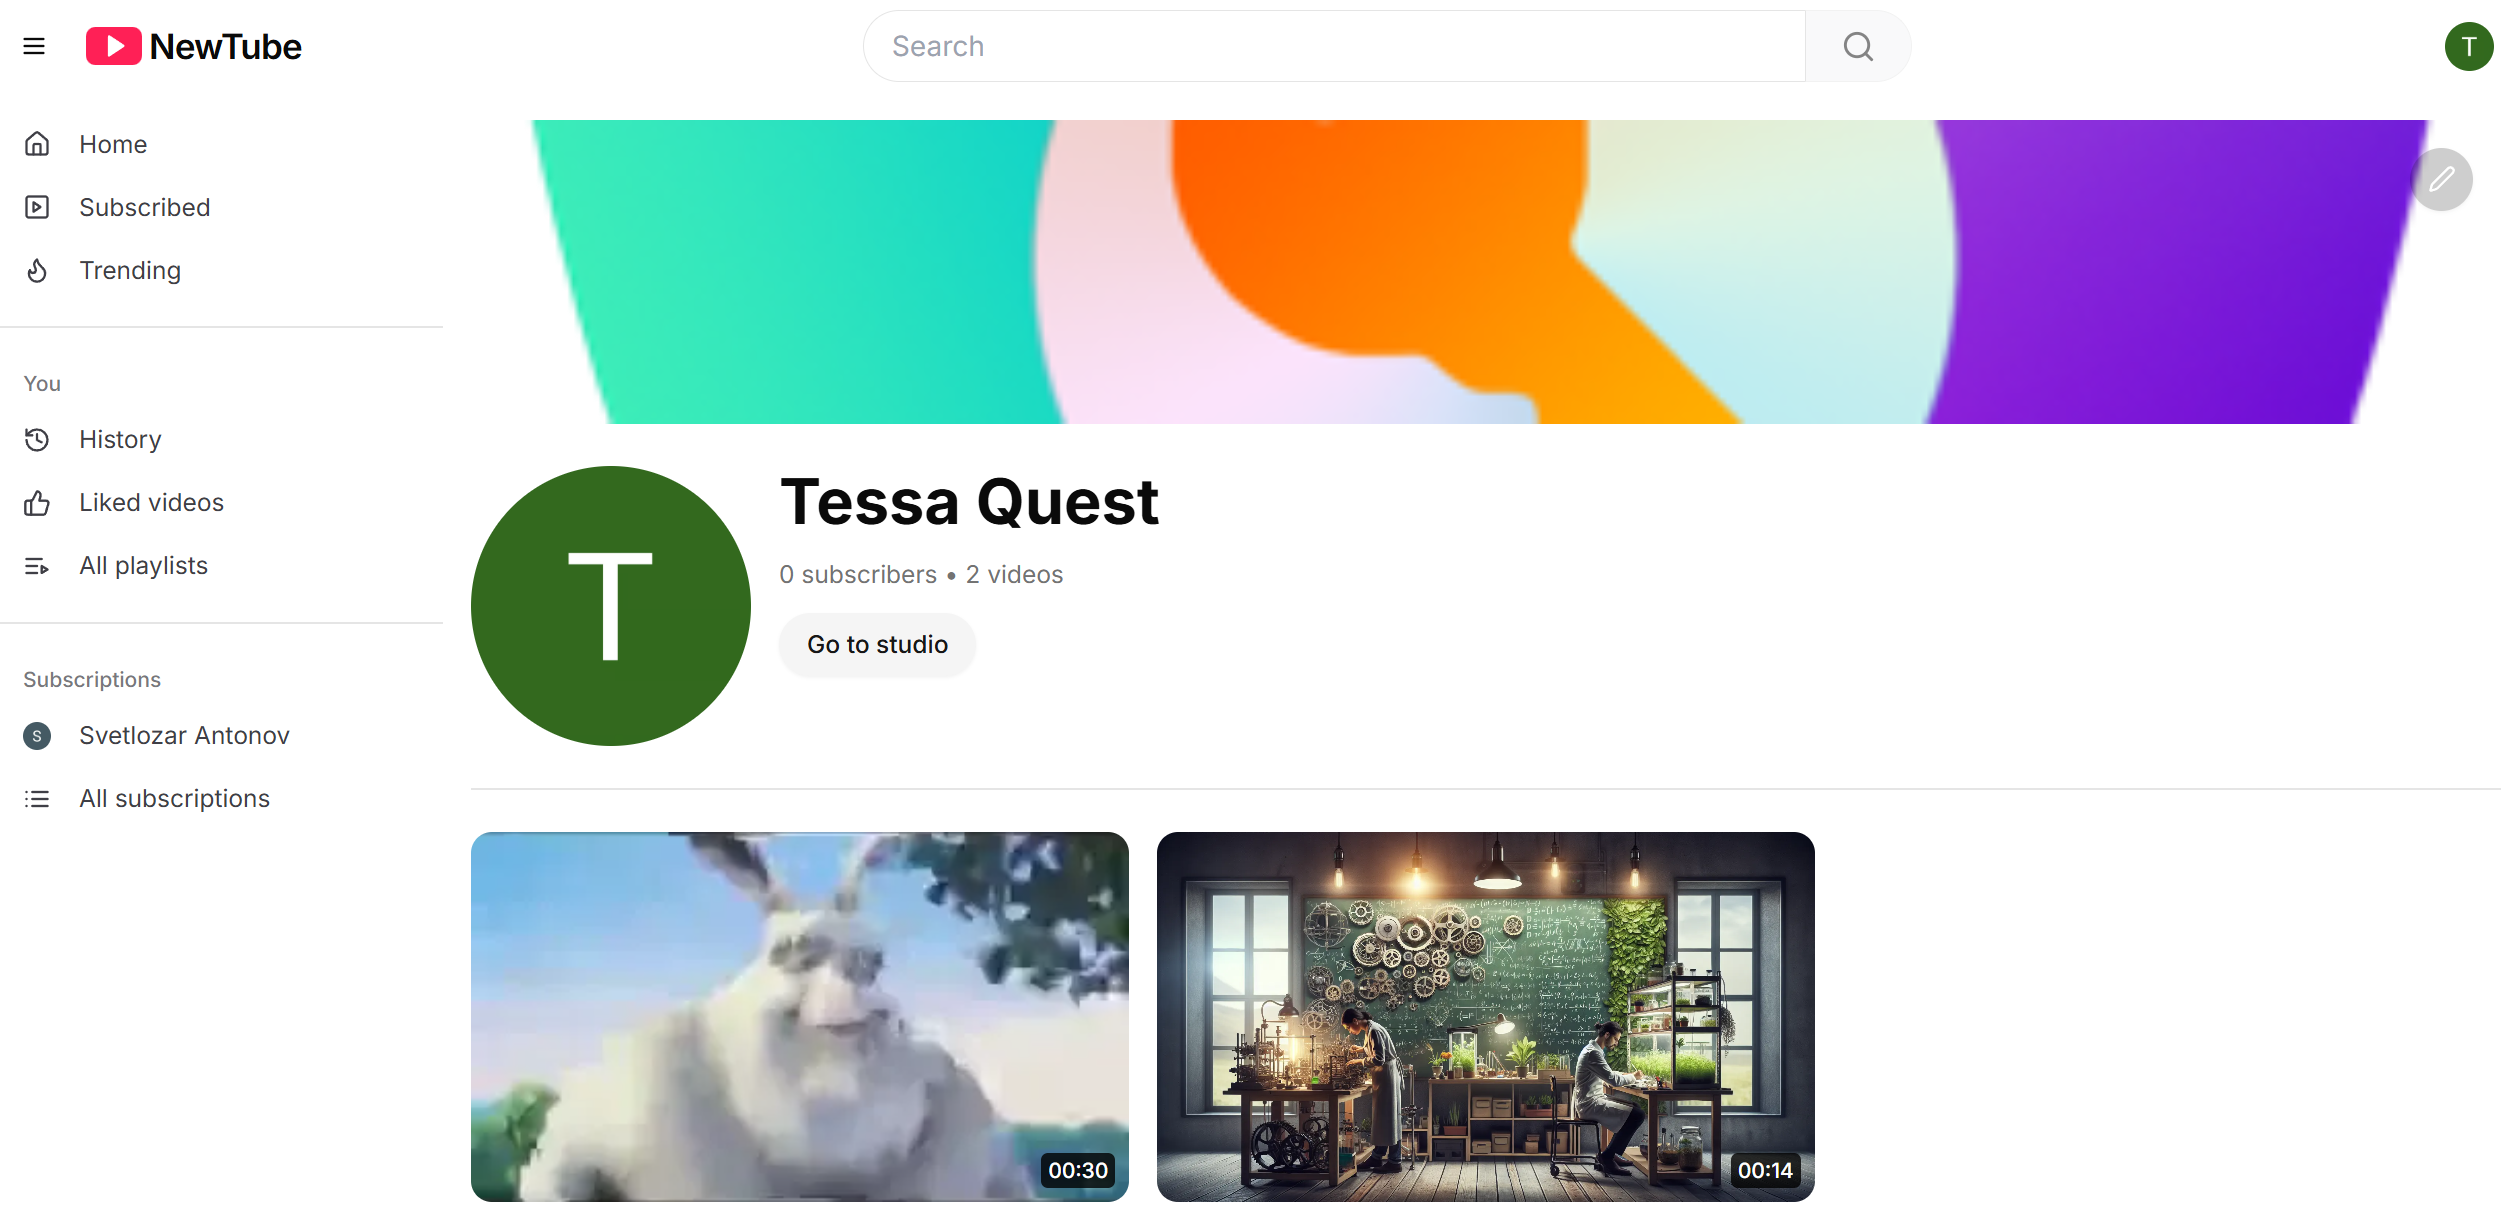 NewTube
Search
T
Home
Subscribed
Trending
You
History
Liked videos
All playlists
Subscriptions
S Svetlozar Antonov
All subscriptions
T
Tessa Quest
0 subscribers • 2 videos
Go to studio
00:30
00:14